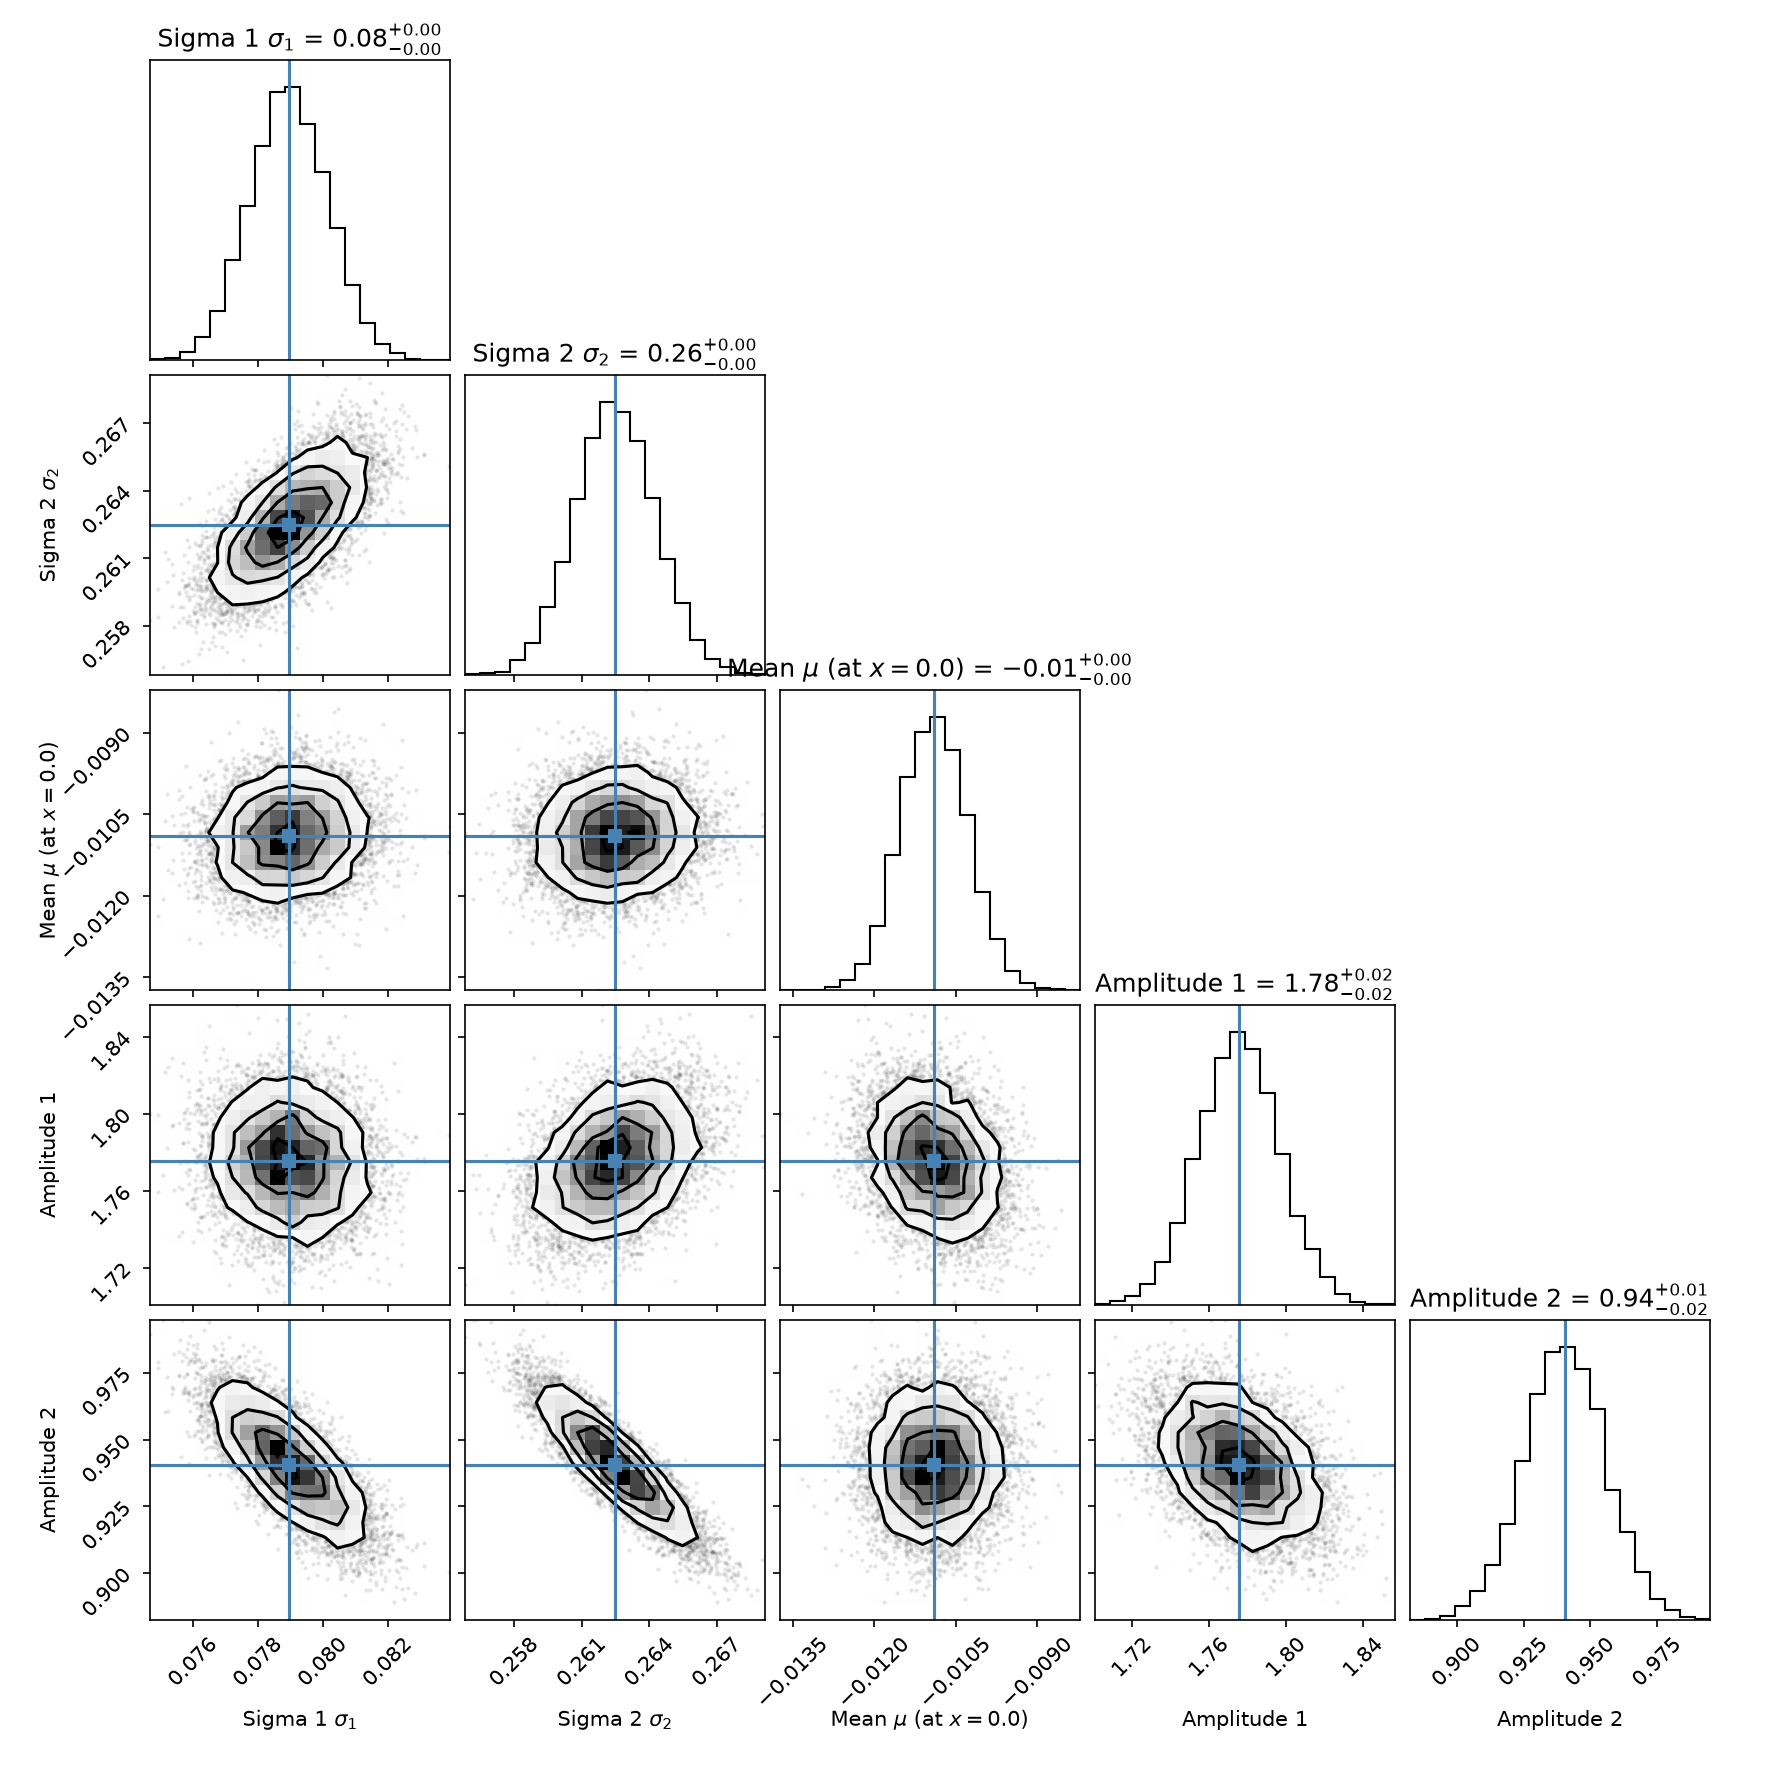 Sigma 1 σ₁ = 0.08+0.00−0.00
Sigma 2 σ₂ = 0.26+0.00−0.00
Sigma 2 σ₂
0.267
0.264
0.261
0.258
Mean μ (at x = 0.0) = −0.01+0.00−0.00
Mean μ (at x = 0.0)
−0.0090
−0.0105
−0.0120
−0.0135
Amplitude 1 = 1.78+0.02−0.02
Amplitude 1
1.84
1.80
1.76
1.72
Amplitude 2 = 0.94+0.01−0.02
Amplitude 2
0.975
0.950
0.925
0.900
0.076 0.078 0.080 0.082
0.258 0.261 0.264 0.267
−0.0135 −0.0120 −0.0105 −0.0090
1.72 1.76 1.80 1.84
0.900 0.925 0.950 0.975
Sigma 1 σ₁
Sigma 2 σ₂
Mean μ (at x = 0.0)
Amplitude 1
Amplitude 2